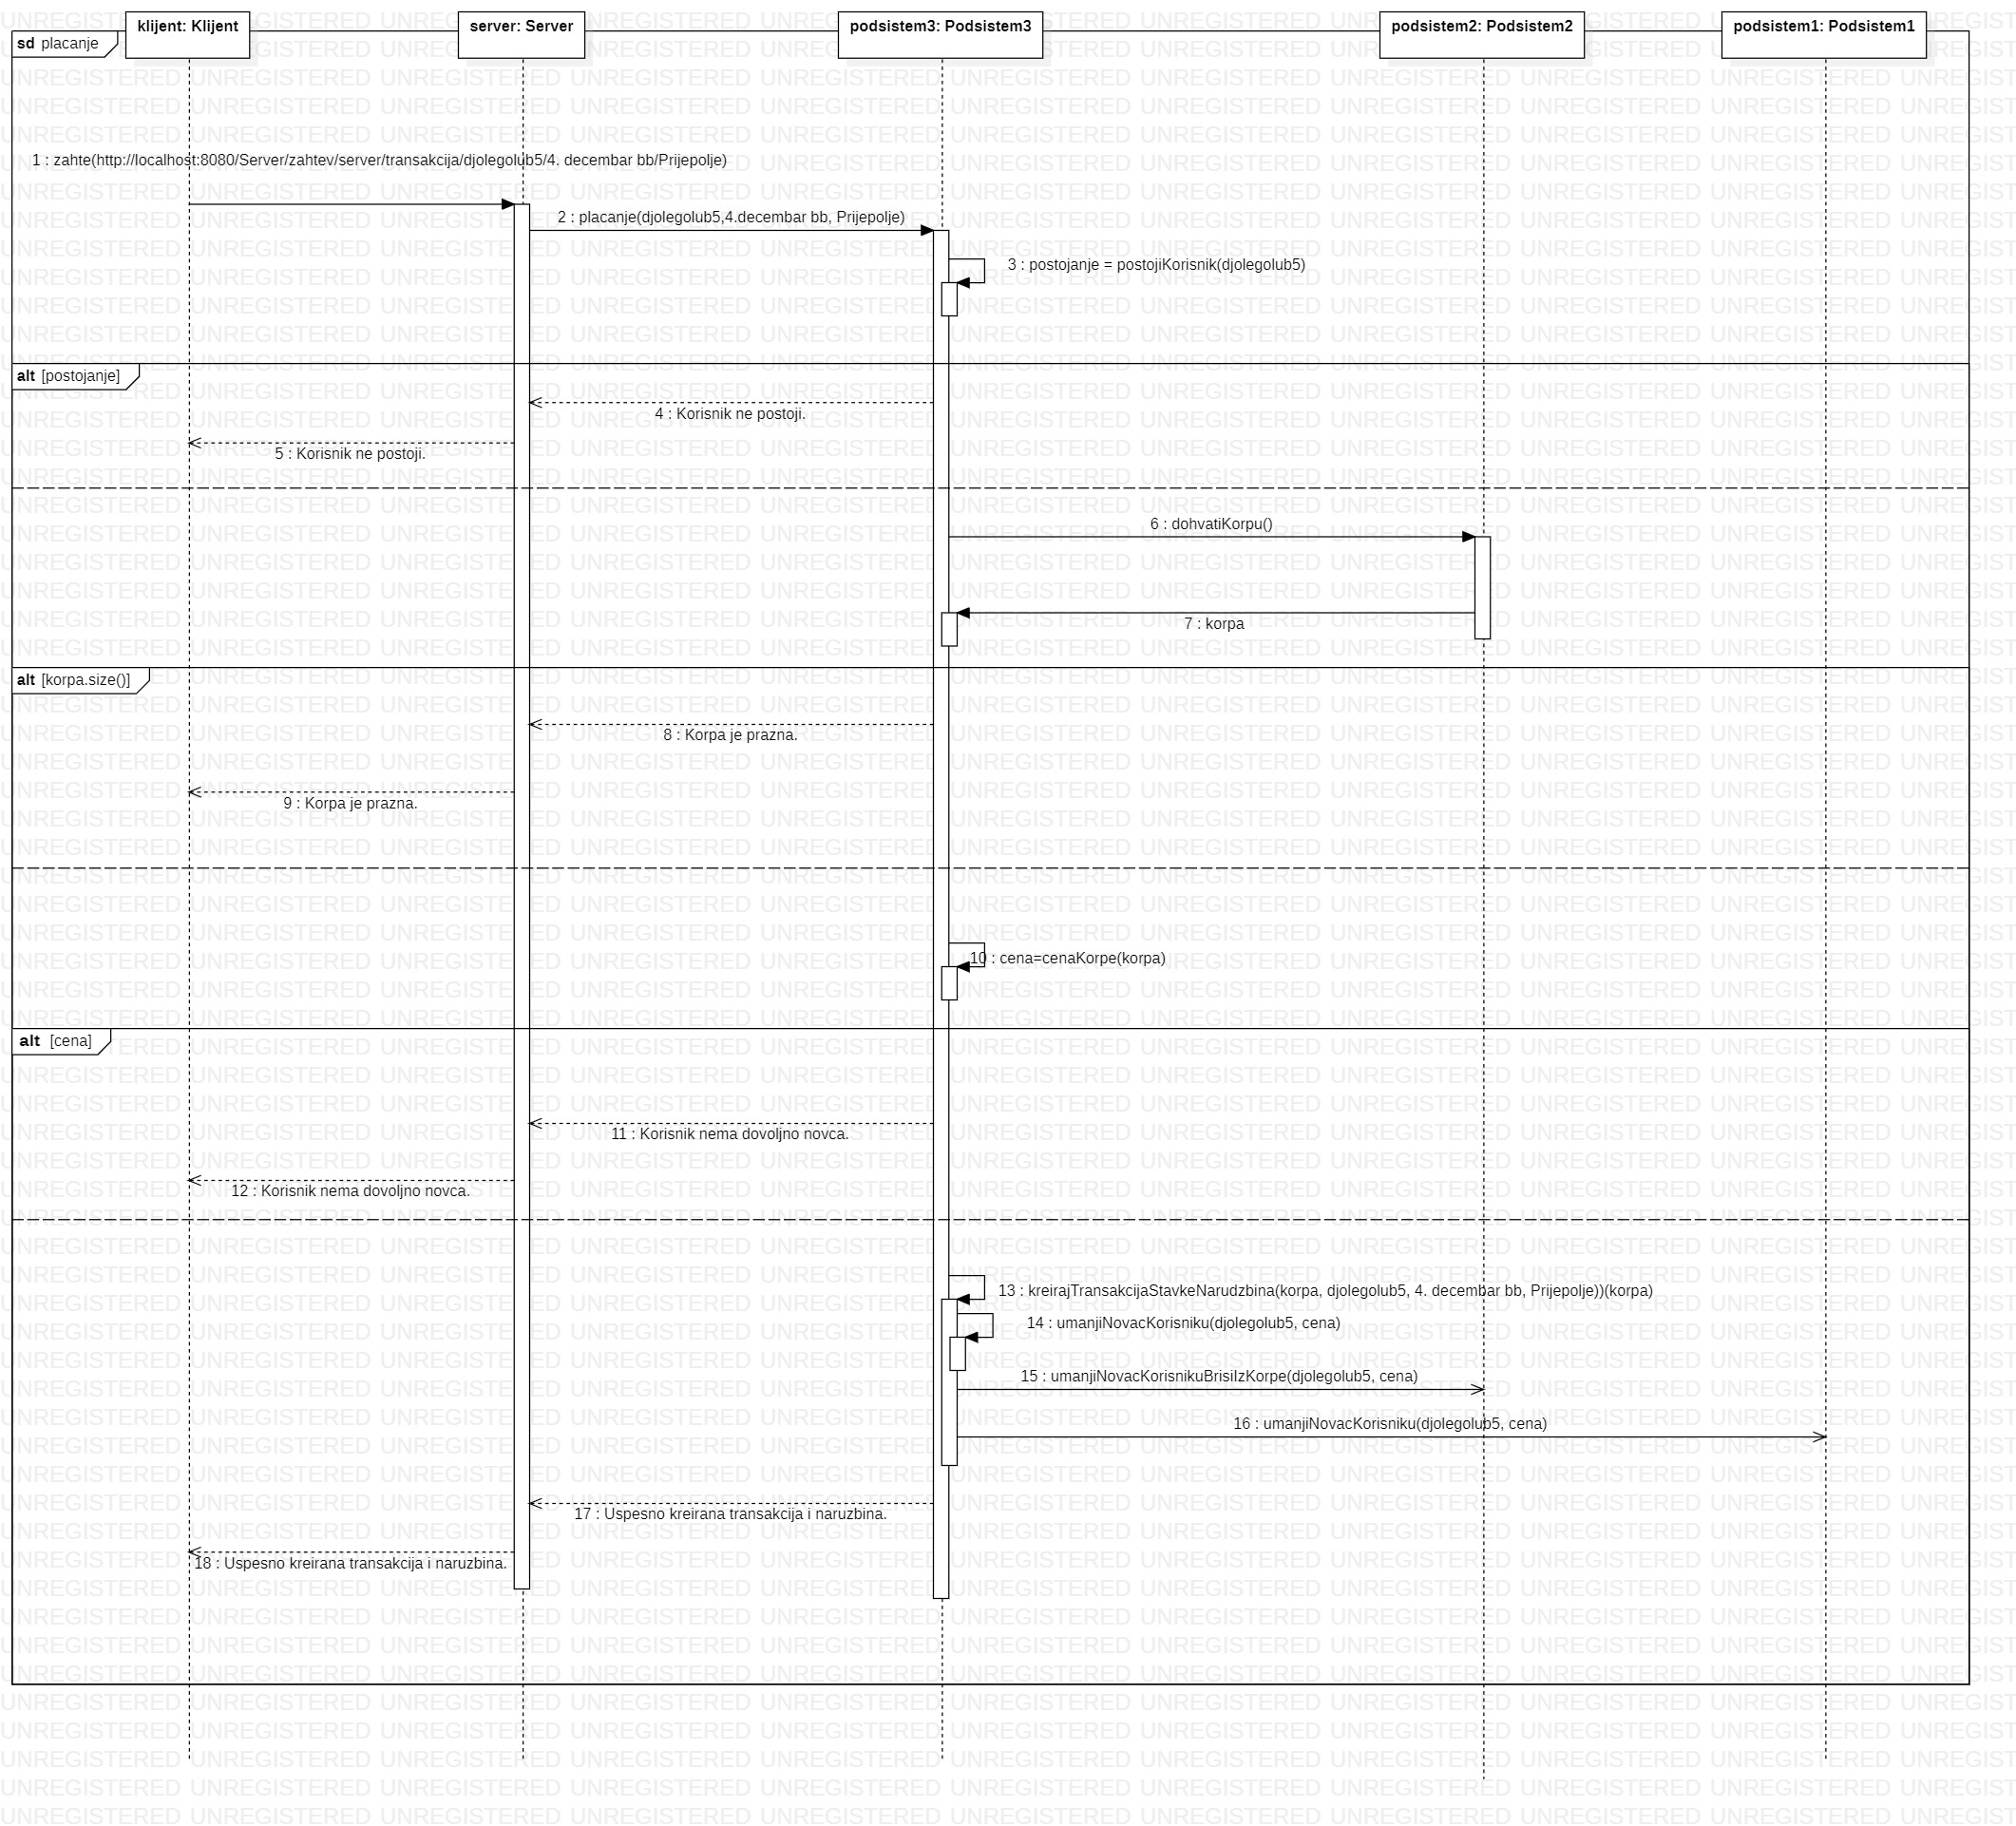 klijent: Klijent
server: Server
podsistem3: Podsistem3
podsistem2: Podsistem2
podsistem1: Podsistem1
sd placanje
1 : zahte(http://localhost:8080/Server/zahtev/server/transakcija/djolegolub5/4. decembar bb/Prijepolje)
2 : placanje(djolegolub5,4.decembar bb, Prijepolje)
3 : postojanje = postojiKorisnik(djolegolub5)
alt [postojanje]
4 : Korisnik ne postoji.
5 : Korisnik ne postoji.
6 : dohvatiKorpu()
7 : korpa
alt [korpa.size()]
8 : Korpa je prazna.
9 : Korpa je prazna.
10 : cena=cenaKorpe(korpa)
alt [cena]
11 : Korisnik nema dovoljno novca.
12 : Korisnik nema dovoljno novca.
13 : kreirajTransakcijaStavkeNarudzbina(korpa, djolegolub5, 4. decembar bb, Prijepolje))(korpa)
14 : umanjiNovacKorisniku(djolegolub5, cena)
15 : umanjiNovacKorisnikuBrisiIzKorpe(djolegolub5, cena)
16 : umanjiNovacKorisniku(djolegolub5, cena)
17 : Uspesno kreirana transakcija i naruzbina.
18 : Uspesno kreirana transakcija i naruzbina.
UNREGISTERED